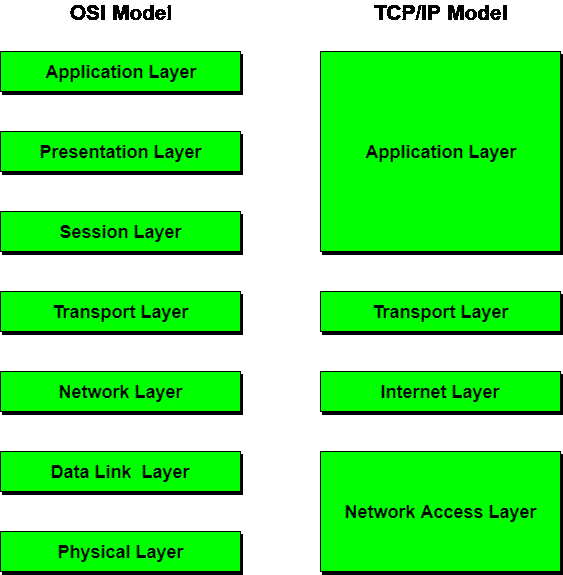 OSI Model
TCP/IP Model
Application Layer
Presentation Layer
Session Layer
Transport Layer
Network Layer
Data Link  Layer
Physical Layer
Application Layer
Transport Layer
Internet Layer
Network Access Layer